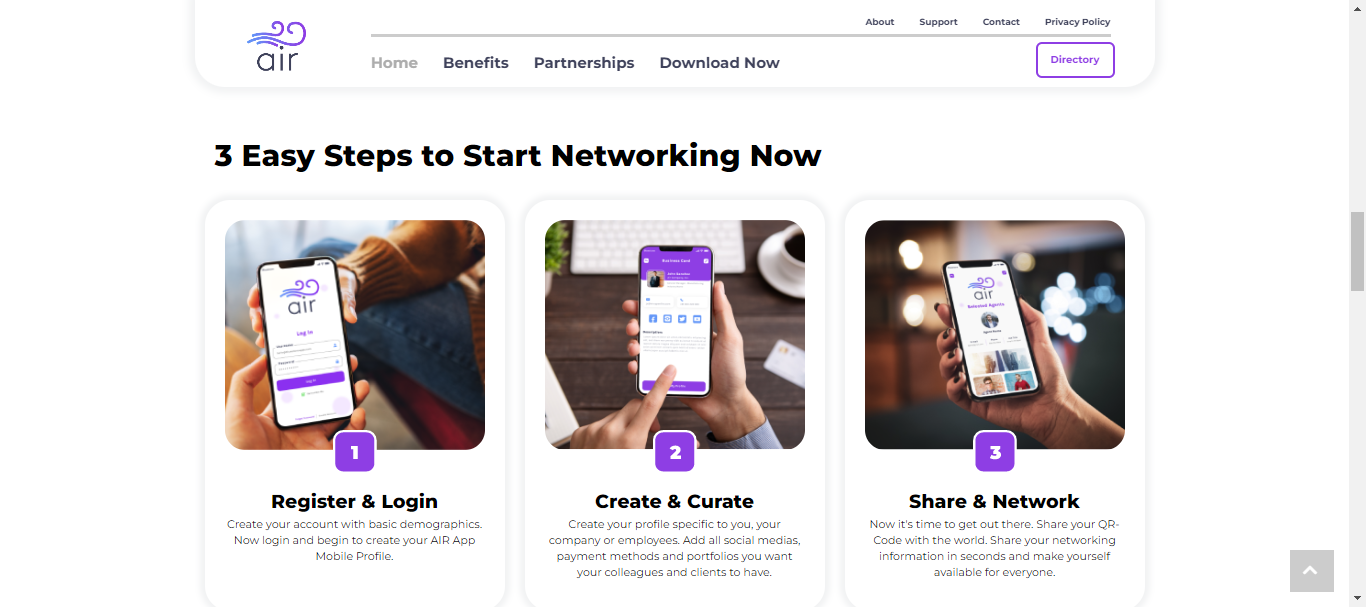 About Support Contact Privacy Policy
air
Home Benefits Partnerships Download Now
Directory
3 Easy Steps to Start Networking Now
air
Log In
Log In
Business Card
air
Selected Agents
1
2
3
Register & Login
Create your account with basic demographics.
Now login and begin to create your AIR App
Mobile Profile.
Create & Curate
Create your profile specific to you, your
company or employees. Add all social medias,
payment methods and portfolios you want
your colleagues and clients to have.
Share & Network
Now it's time to get out there. Share your QR-
Code with the world. Share your networking
information in seconds and make yourself
available for everyone.